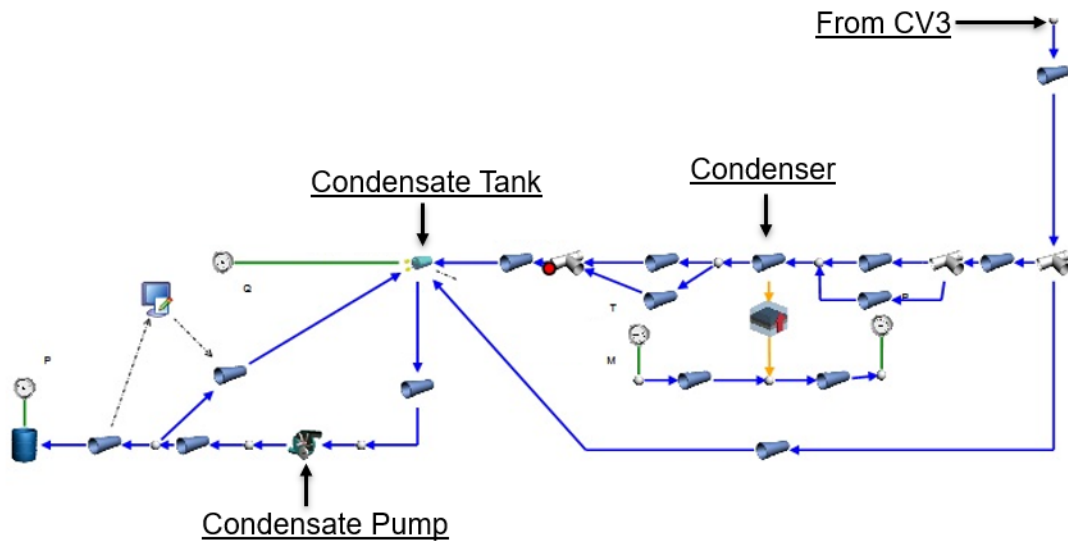 From CV3
Condenser
Condensate Tank
Q
T
P
M
P
Condensate Pump